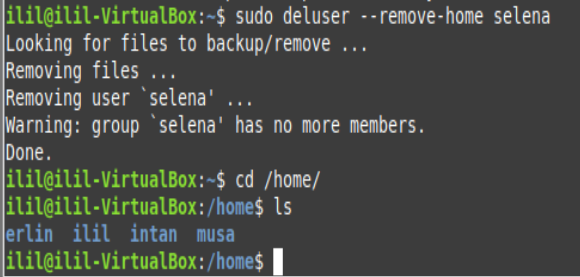 ilil@ilil-VirtualBox:~$ sudo deluser --remove-home selena
Looking for files to backup/remove ...
Removing files ...
Removing user `selena' ...
Warning: group `selena' has no more members.
Done.
ilil@ilil-VirtualBox:~$ cd /home/
ilil@ilil-VirtualBox:/home$ ls
erlin  ilil  intan  musa
ilil@ilil-VirtualBox:/home$